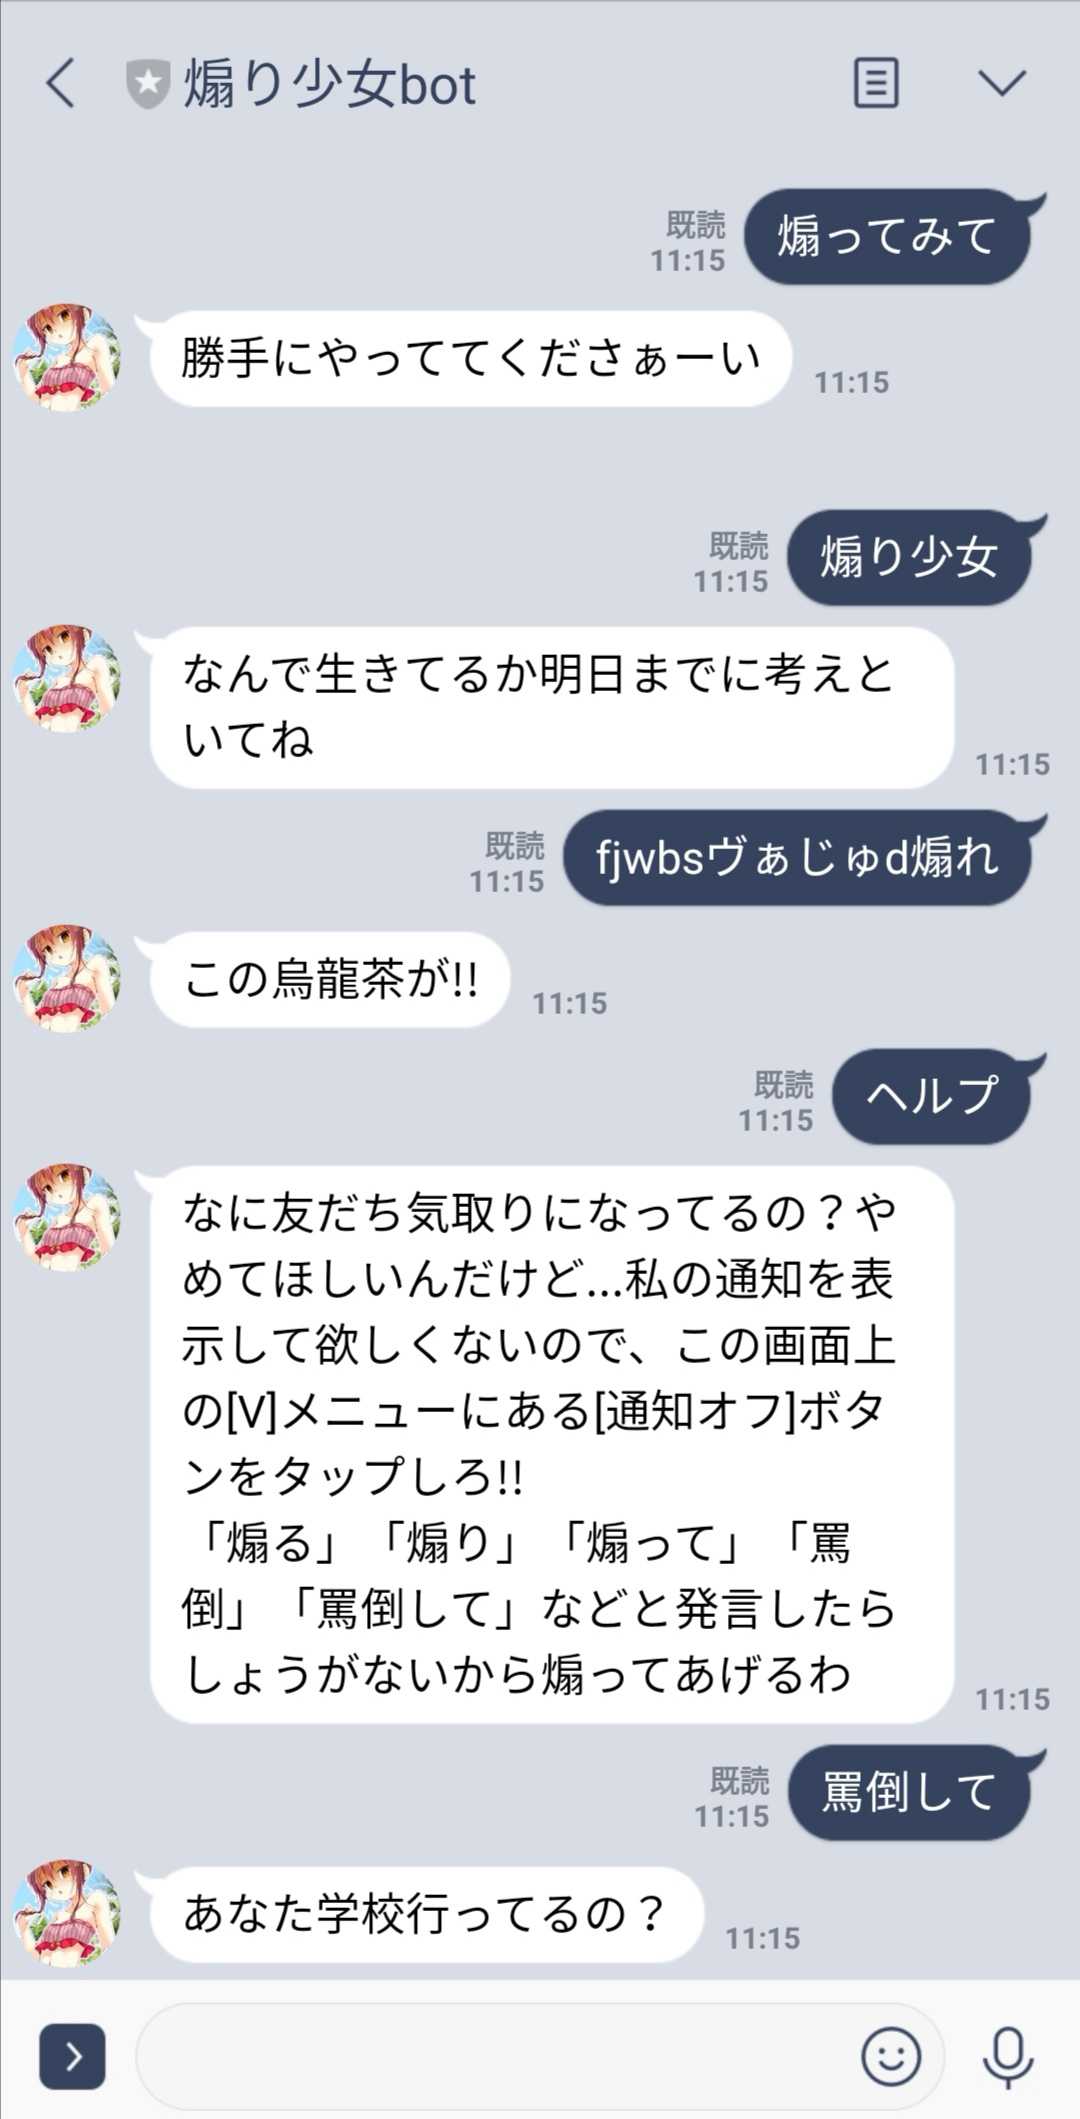 煽り少女bot
煽ってみて
既読
11:15
勝手にやっててくださぁーい
11:15
煽り少女
既読
11:15
なんで生きてるか明日までに考えと
いてね
11:15
fjwbsヴぁじゅd煽れ
既読
11:15
この烏龍茶が!!
11:15
ヘルプ
既読
11:15
なに友だち気取りになってるの？や
めてほしいんだけど...私の通知を表
示して欲しくないので、この画面上
の[V]メニューにある[通知オフ]ボタ
ンをタップしろ!!
「煽る」「煽り」「煽って」「罵
倒」「罵倒して」などと発言したら
しょうがないから煽ってあげるわ
11:15
罵倒して
既読
11:15
あなた学校行ってるの？
11:15